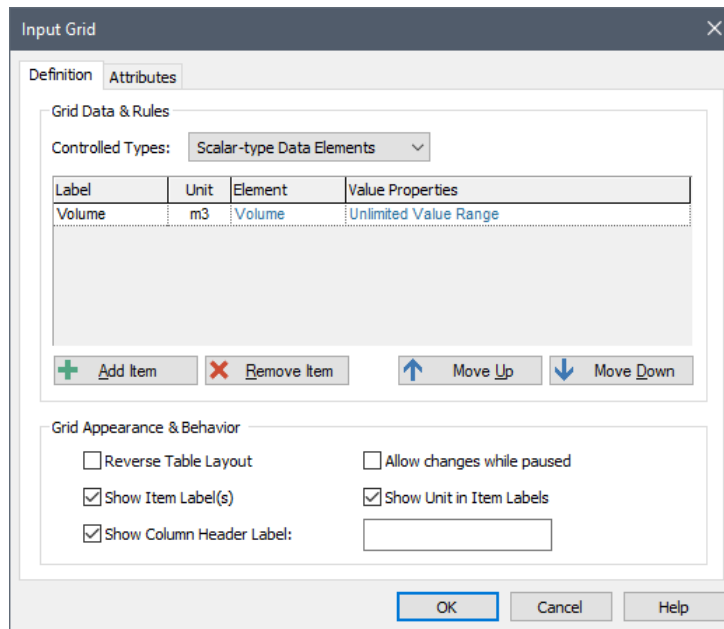 Input Grid
Definition Attributes
Grid Data & Rules
Controlled Types: Scalar-type Data Elements
Label Unit Element Value Properties
Volume m3 Volume Unlimited Value Range
Add Item Remove Item Move Up Move Down
Grid Appearance & Behavior
Reverse Table Layout Allow changes while paused
Show Item Label(s) Show Unit in Item Labels
Show Column Header Label:
OK Cancel Help